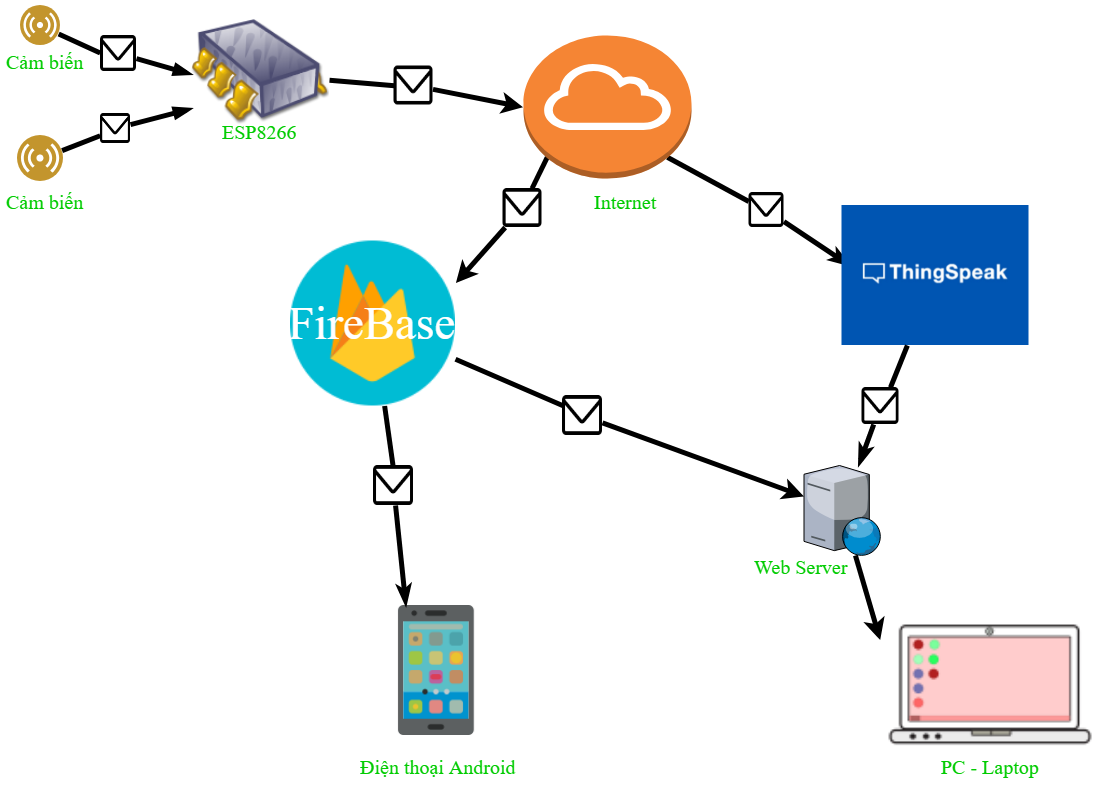 Cảm biến
ESP8266
Cảm biến
Internet
ThingSpeak
FireBase
Web Server
Điện thoại Android
PC - Laptop